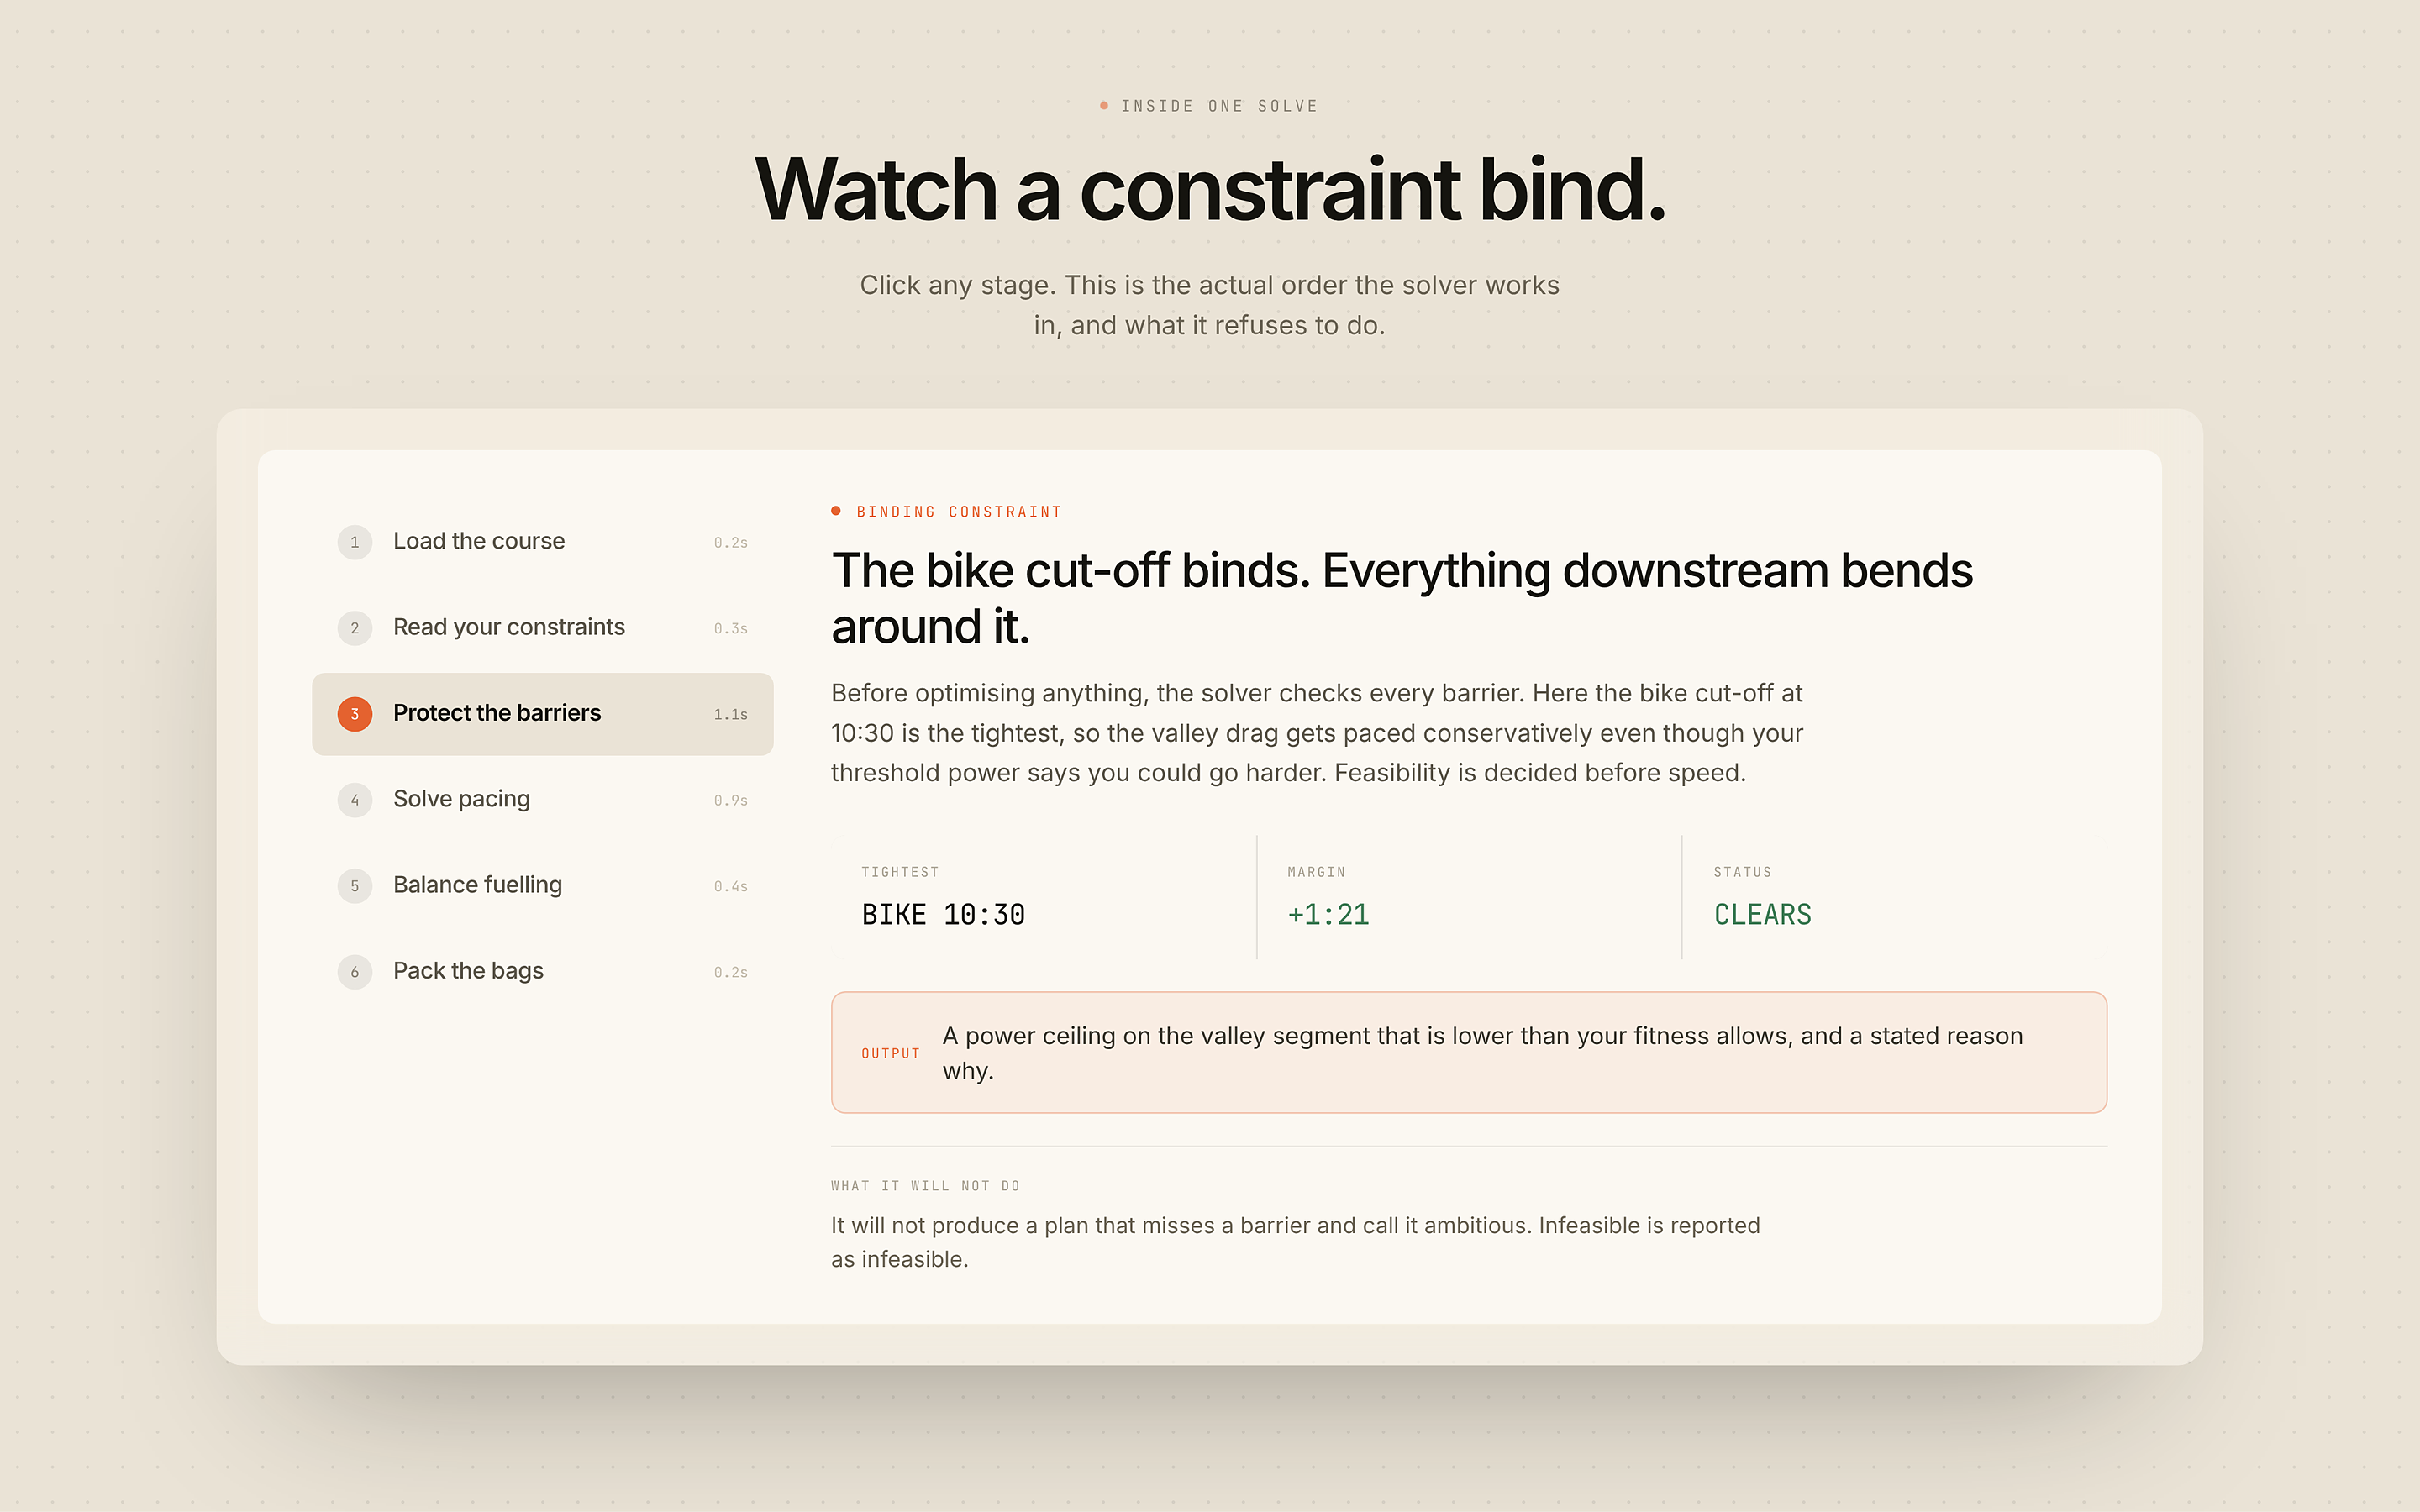 INSIDE ONE SOLVE
Watch a constraint bind.
Click any stage. This is the actual order the solver works
in, and what it refuses to do.
1 Load the course 0.2s
2 Read your constraints 0.3s
3 Protect the barriers 1.1s
4 Solve pacing 0.9s
5 Balance fuelling 0.4s
6 Pack the bags 0.2s
BINDING CONSTRAINT
The bike cut-off binds. Everything downstream bends
around it.
Before optimising anything, the solver checks every barrier. Here the bike cut-off at
10:30 is the tightest, so the valley drag gets paced conservatively even though your
threshold power says you could go harder. Feasibility is decided before speed.
TIGHTEST
BIKE 10:30
MARGIN
+1:21
STATUS
CLEARS
OUTPUT
A power ceiling on the valley segment that is lower than your fitness allows, and a stated reason
why.
WHAT IT WILL NOT DO
It will not produce a plan that misses a barrier and call it ambitious. Infeasible is reported
as infeasible.